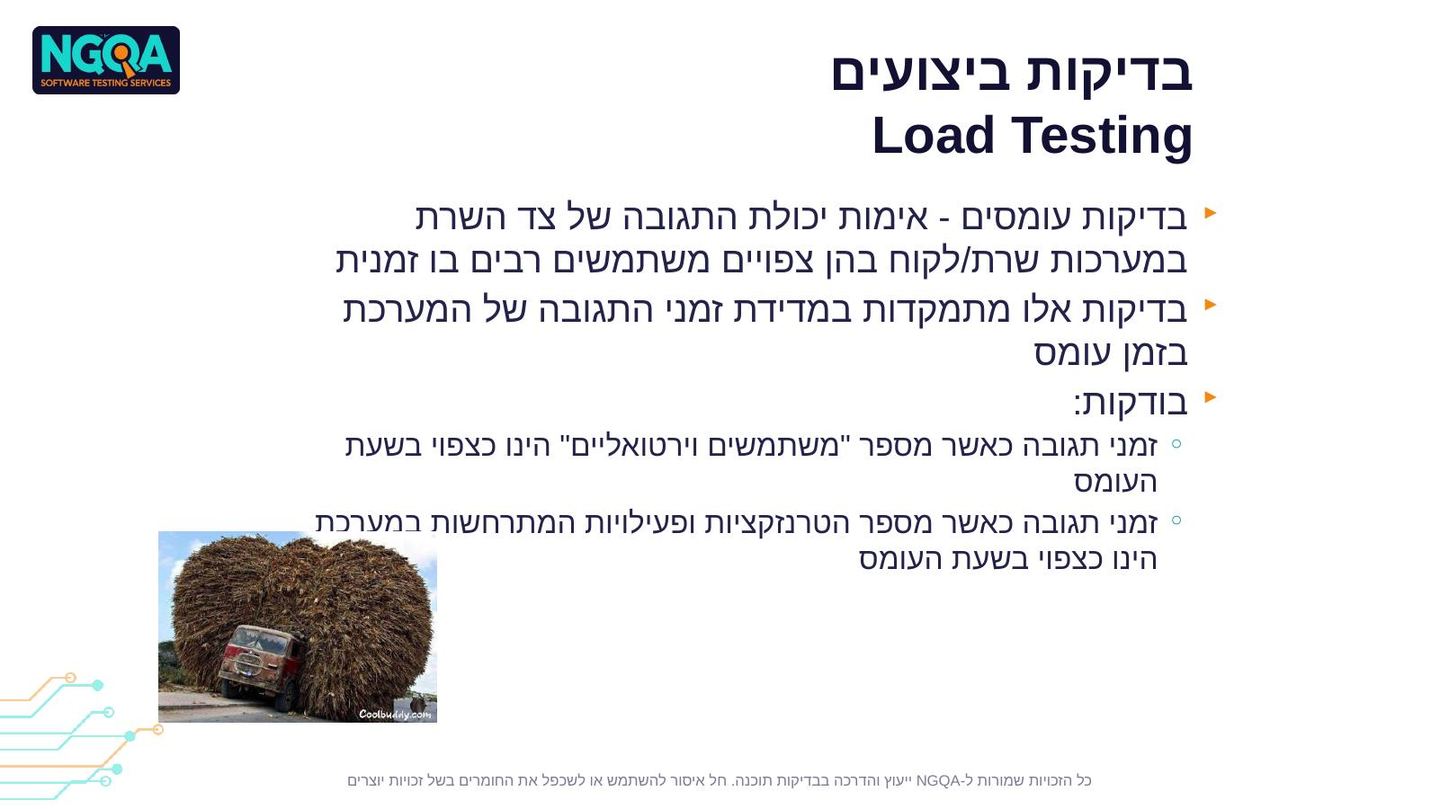 NGQA
SOFTWARE TESTING SERVICES
בדיקות ביצועים
Load Testing
בדיקות עומסים - אימות יכולת התגובה של צד השרת
במערכות שרת/לקוח בהן צפויים משתמשים רבים בו זמנית
בדיקות אלו מתמקדות במדידת זמני התגובה של המערכת
בזמן עומס
בודקות:
זמני תגובה כאשר מספר "משתמשים וירטואליים" הינו כצפוי בשעת
העומס
זמני תגובה כאשר מספר הטרנזקציות ופעילויות המתרחשות במערכת
הינו כצפוי בשעת העומס
Coolbuddy.com
כל הזכויות שמורות ל-NGQA ייעוץ והדרכה בבדיקות תוכנה. חל איסור להשתמש או לשכפל את החומרים בשל זכויות יוצרים